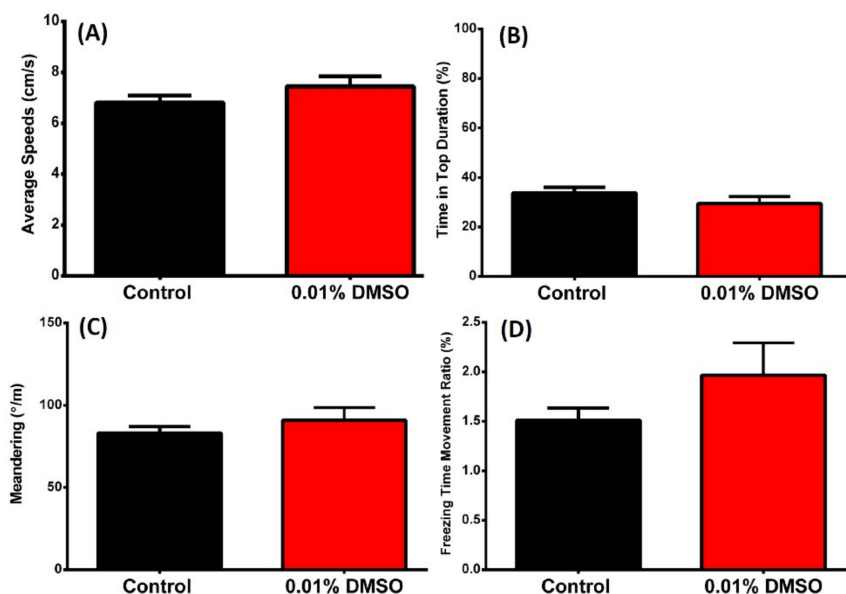 (A)
Average Speeds (cm/s)
10
8
6
4
2
0
Control
0.01% DMSO
(B)
Time in Top Duration (%)
100
80
60
40
20
0
Control
0.01% DMSO
(C)
Meandering (°/m)
150
100
50
0
Control
0.01% DMSO
(D)
Freezing Time Movement Ratio (%)
2.5
2.0
1.5
1.0
0.5
0.0
Control
0.01% DMSO